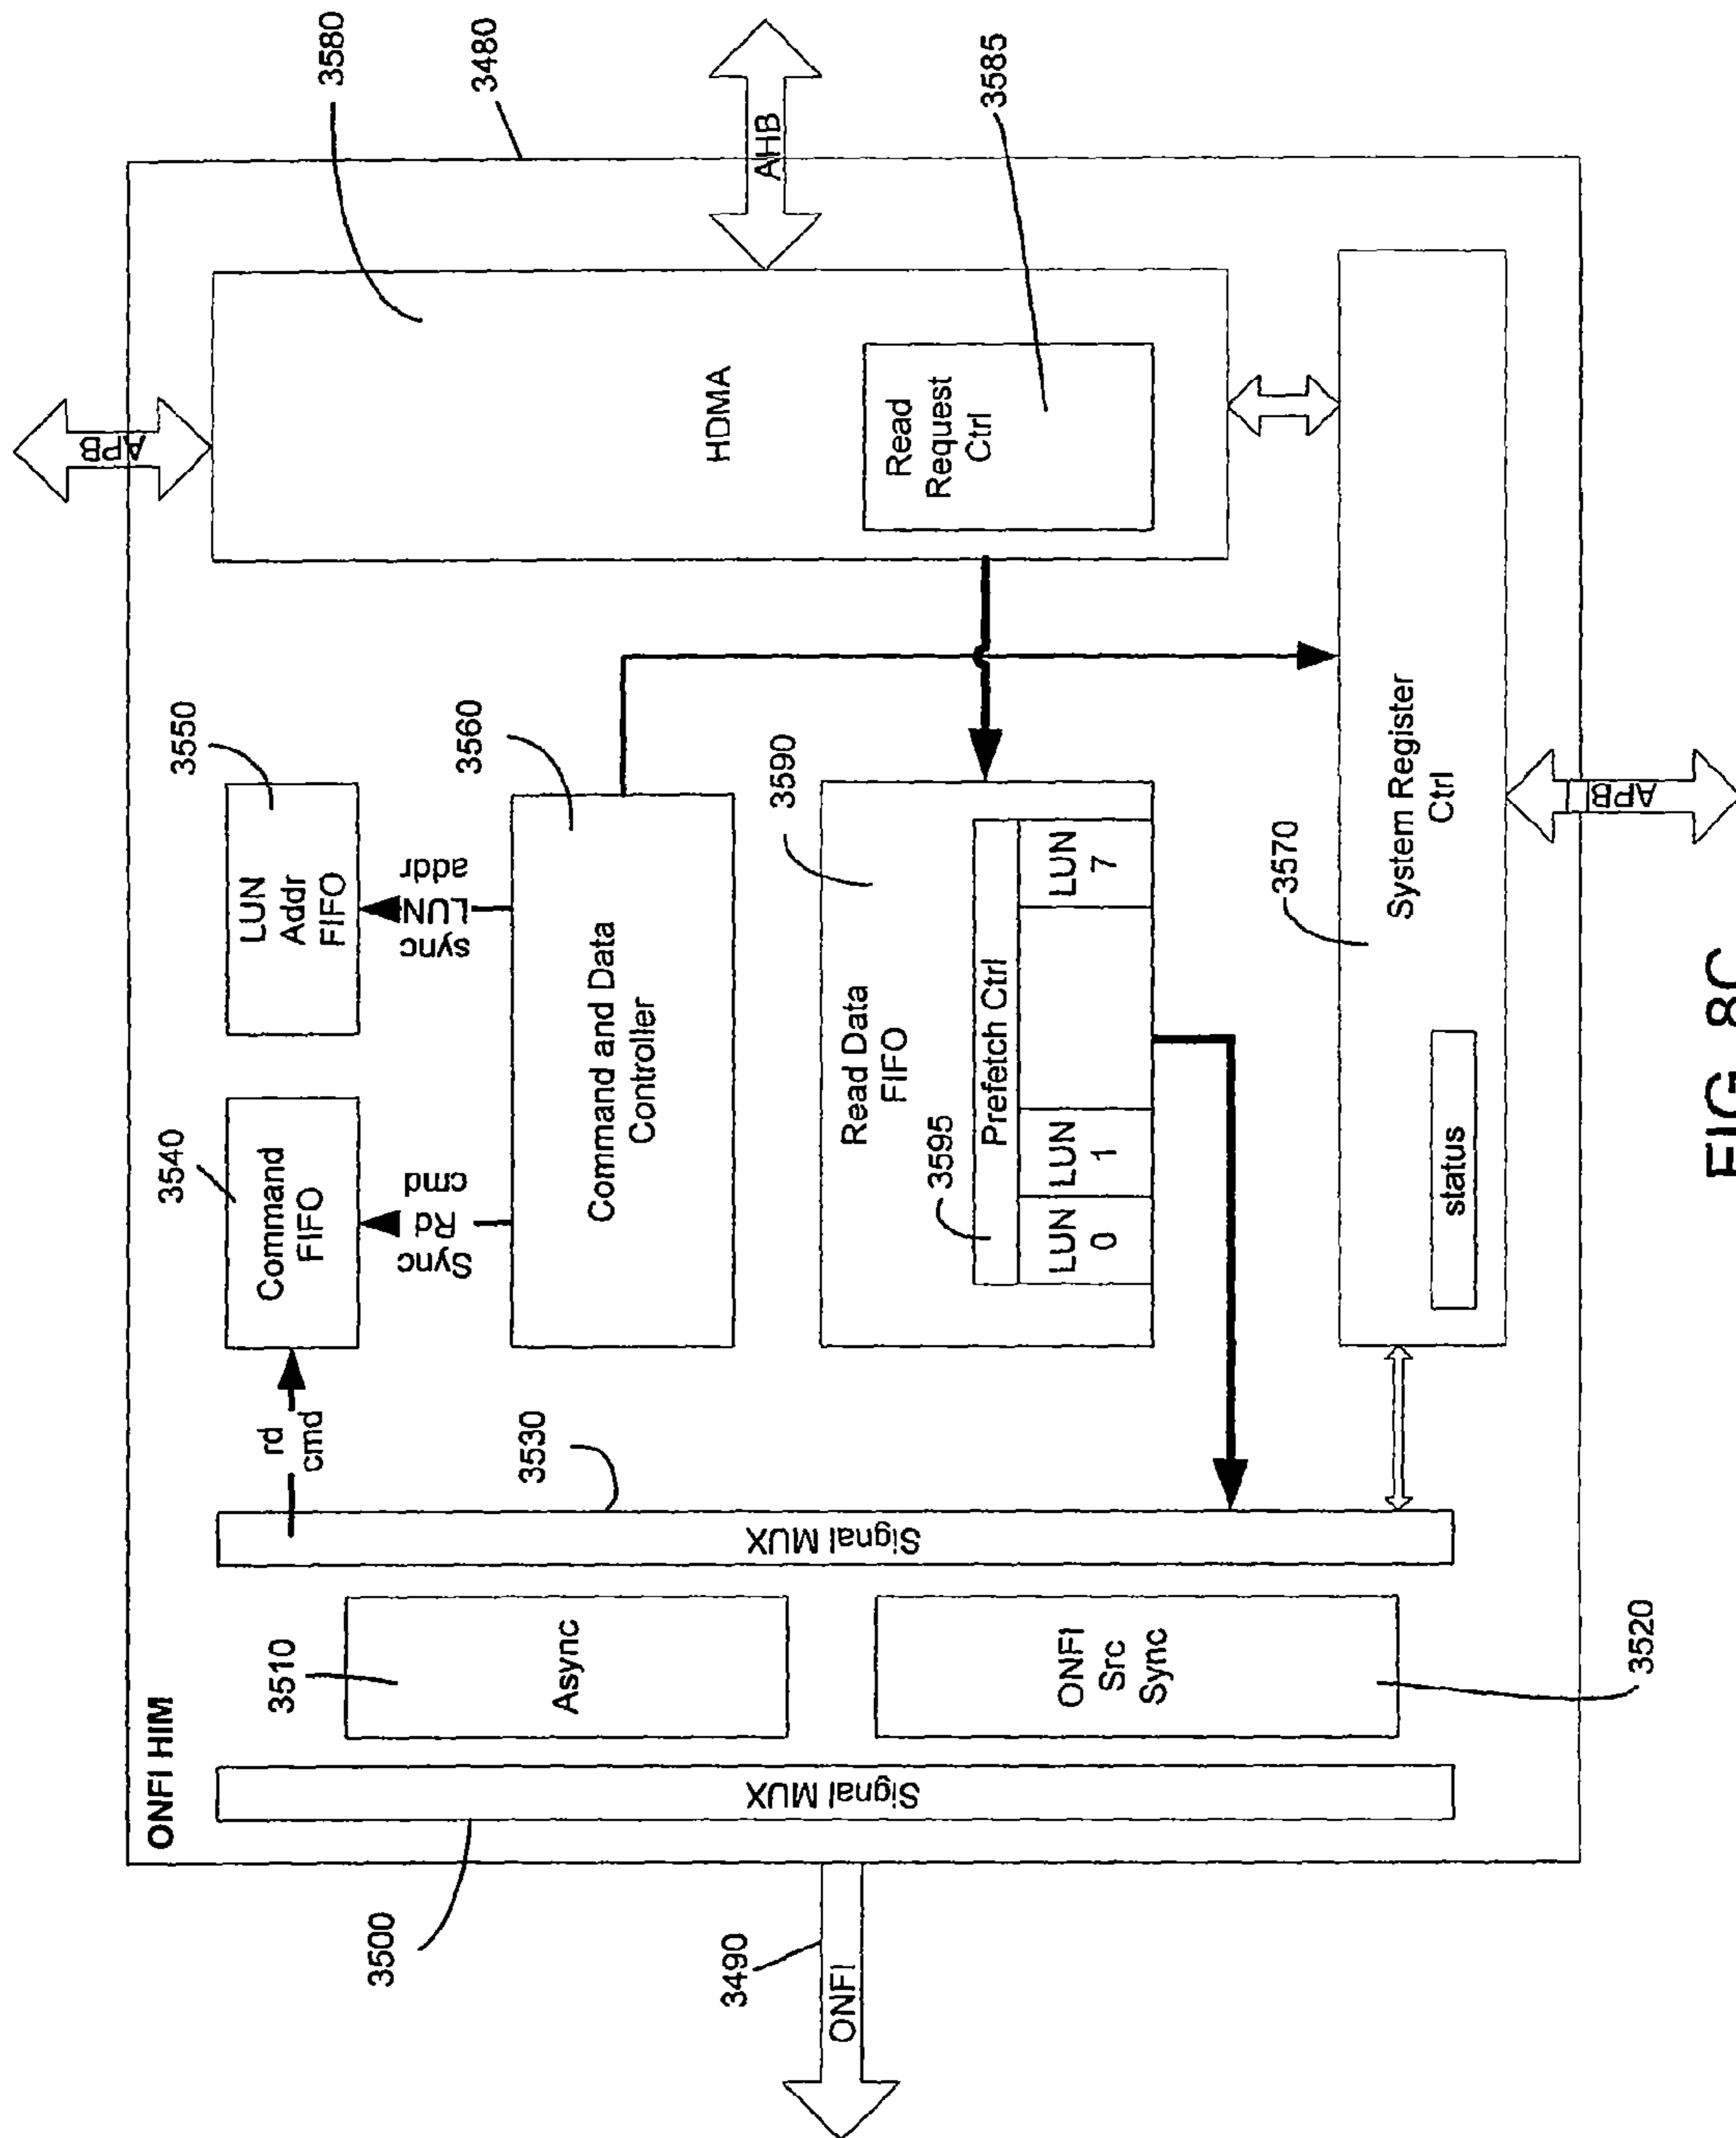 ONFI HIM
3500
3490
ONFI
Signal MUX
3510
Async
ONFI
Src
Sync
3520
3530
Signal MUX
rd
cmd
3540
Command
FIFO
3550
LUN
Addr
FIFO
Sync
Rd
cmd
sync
LUN
addr
3560
Command and Data
Controller
3590
Read Data
FIFO
3595
Prefetch Ctrl
LUN
0
LUN
1
LUN
7
3570
System Register
Ctrl
status
APB
HDMA
Read
Request
Ctrl
3585
3580
3480
APB
AHB
FIG. 8C